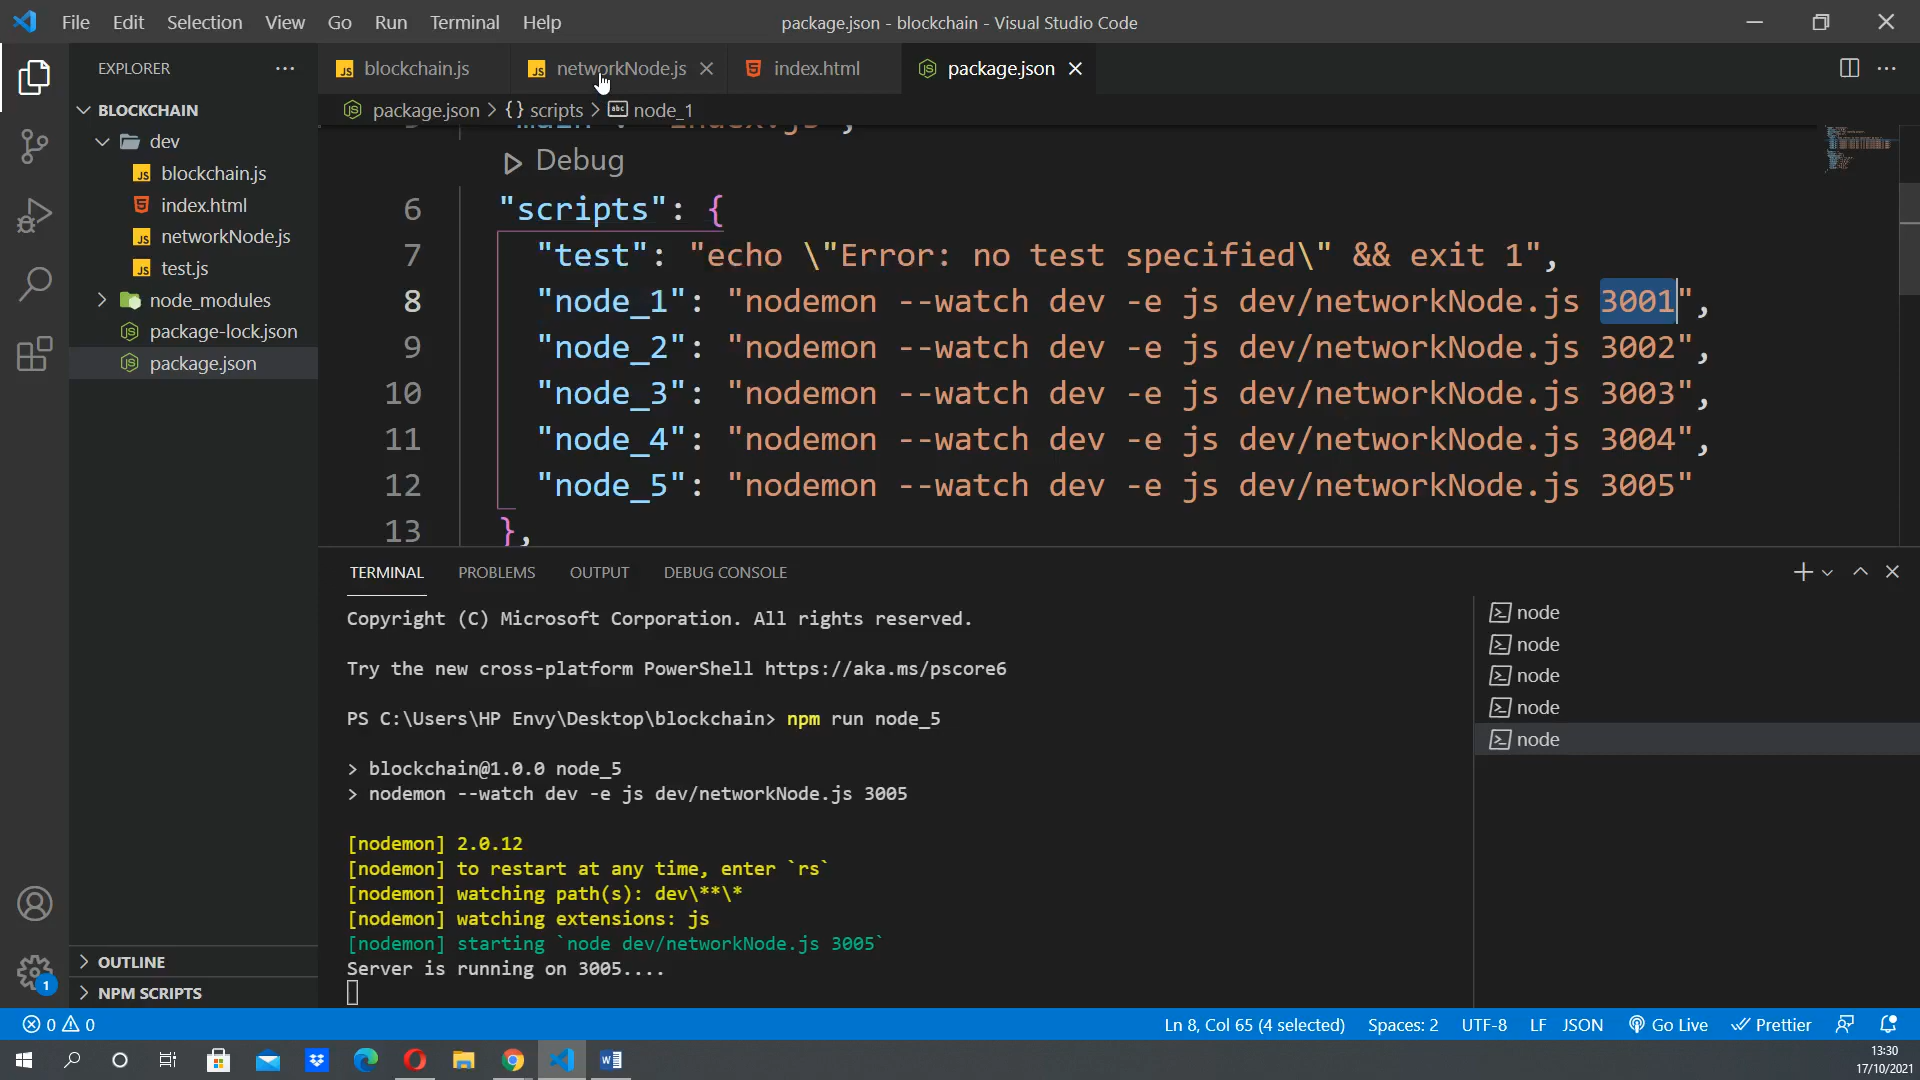 File Edit Selection View Go Run Terminal Help
package.json - blockchain - Visual Studio Code
EXPLORER
BLOCKCHAIN
dev
blockchain.js
index.html
networkNode.js
test.js
node_modules
package-lock.json
package.json
OUTLINE
NPM SCRIPTS
1
JS blockchain.js JS networkNode.js index.html package.json
package.json > {} scripts > abc node_1
"main": "index.js",
Debug
6 "scripts": {
7 "test": "echo \"Error: no test specified\" && exit 1",
8 "node_1": "nodemon --watch dev -e js dev/networkNode.js 3001",
9 "node_2": "nodemon --watch dev -e js dev/networkNode.js 3002",
10 "node_3": "nodemon --watch dev -e js dev/networkNode.js 3003",
11 "node_4": "nodemon --watch dev -e js dev/networkNode.js 3004",
12 "node_5": "nodemon --watch dev -e js dev/networkNode.js 3005"
13 },
TERMINAL PROBLEMS OUTPUT DEBUG CONSOLE
Copyright (C) Microsoft Corporation. All rights reserved.
Try the new cross-platform PowerShell https://aka.ms/pscore6
PS C:\Users\HP Envy\Desktop\blockchain> npm run node_5
> blockchain@1.0.0 node_5
> nodemon --watch dev -e js dev/networkNode.js 3005
[nodemon] 2.0.12
[nodemon] to restart at any time, enter `rs`
[nodemon] watching path(s): dev\**\*
[nodemon] watching extensions: js
[nodemon] starting `node dev/networkNode.js 3005`
Server is running on 3005....
node
node
node
node
node
0 0 Ln 8, Col 65 (4 selected) Spaces: 2 UTF-8 LF JSON Go Live Prettier
13:30
17/10/2021